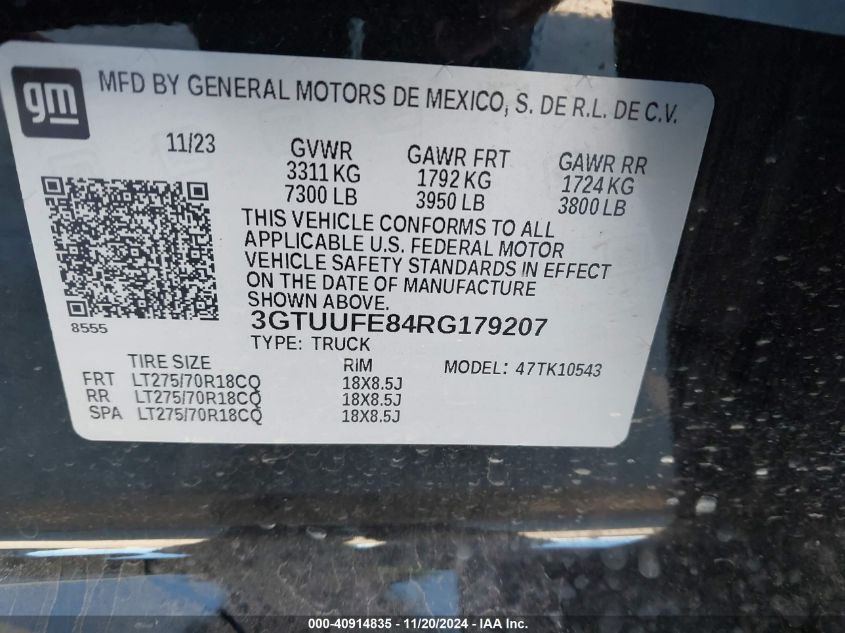 gm
MFD BY GENERAL MOTORS DE MEXICO, S. DE R.L. DE C.V.
11/23
GVWR
3311 KG
7300 LB
GAWR FRT
1792 KG
3950 LB
GAWR RR
1724 KG
3800 LB
THIS VEHICLE CONFORMS TO ALL
APPLICABLE U.S. FEDERAL MOTOR
VEHICLE SAFETY STANDARDS IN EFFECT
ON THE DATE OF MANUFACTURE
SHOWN ABOVE.
8555
3GTUUFE84RG179207
TYPE: TRUCK
TIRE SIZE RIM MODEL: 47TK10543
FRT LT275/70R18CQ 18X8.5J
RR LT275/70R18CQ 18X8.5J
SPA LT275/70R18CQ 18X8.5J
000-40914835 - 11/20/2024 - IAA Inc.